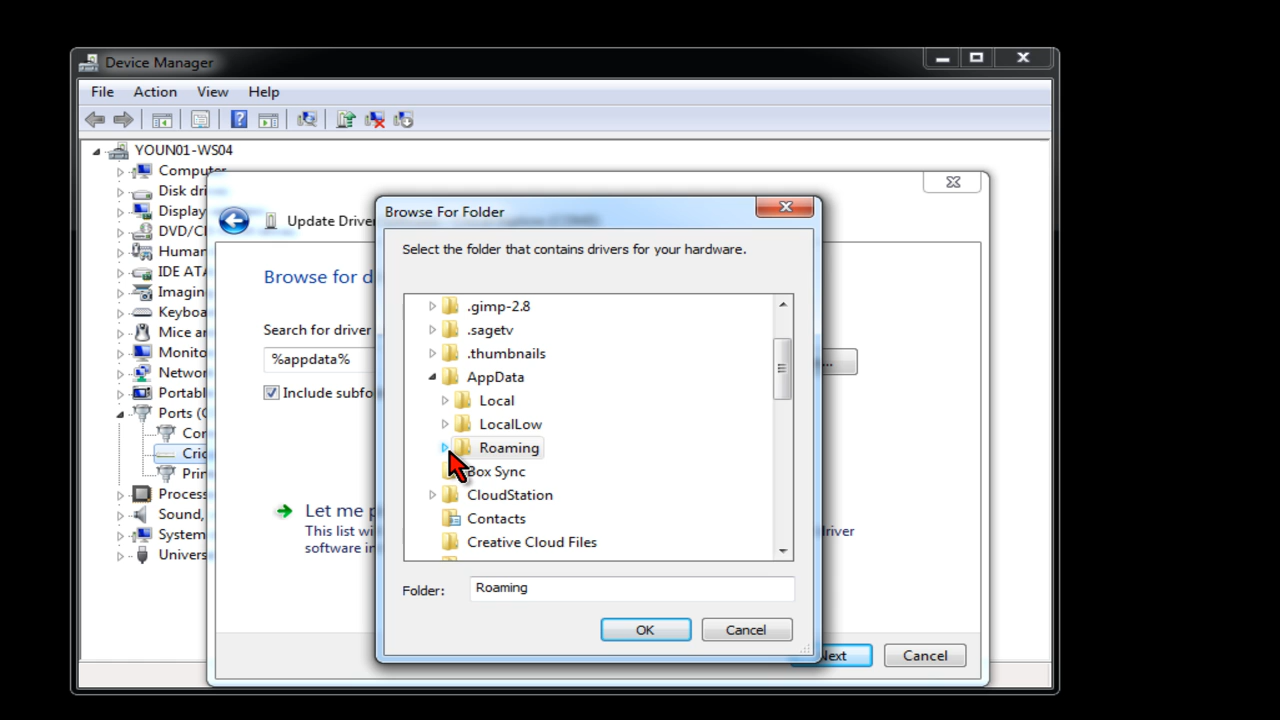 Device Manager
File Action View Help
YOUN01-WS04
Computer
Disk dri
Display
DVD/C
Human
IDE ATA
Imagin
Keyboa
Mice a
Monito
Networ
Portabl
Ports (
Cor
Cric
Prin
Process
Sound,
System
Univers
Update Driver
Browse for d
Search for driver
%appdata%
Include subfo
Let me p
This list wi
driver
software in
Next
Cancel
Browse For Folder
Select the folder that contains drivers for your hardware.
.gimp-2.8
.sagetv
.thumbnails
AppData
Local
LocalLow
Roaming
Box Sync
CloudStation
Contacts
Creative Cloud Files
Folder: Roaming
OK Cancel